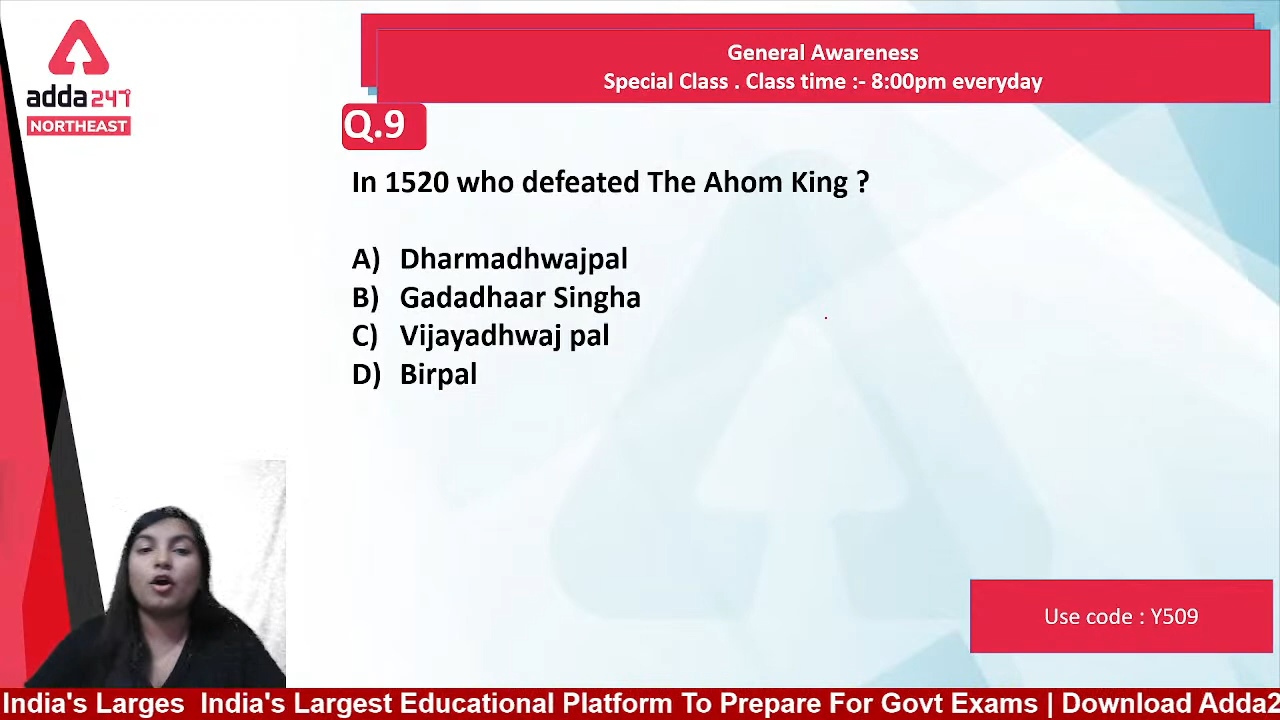 General Awareness
Special Class . Class time :- 8:00pm everyday
adda247
NORTHEAST
Q.9
In 1520 who defeated The Ahom King ?
A) Dharmadhwajpal
B) Gadadhaar Singha
C) Vijayadhwaj pal
D) Birpal
Use code : Y509
India's Larges India's Largest Educational Platform To Prepare For Govt Exams | Download Adda2